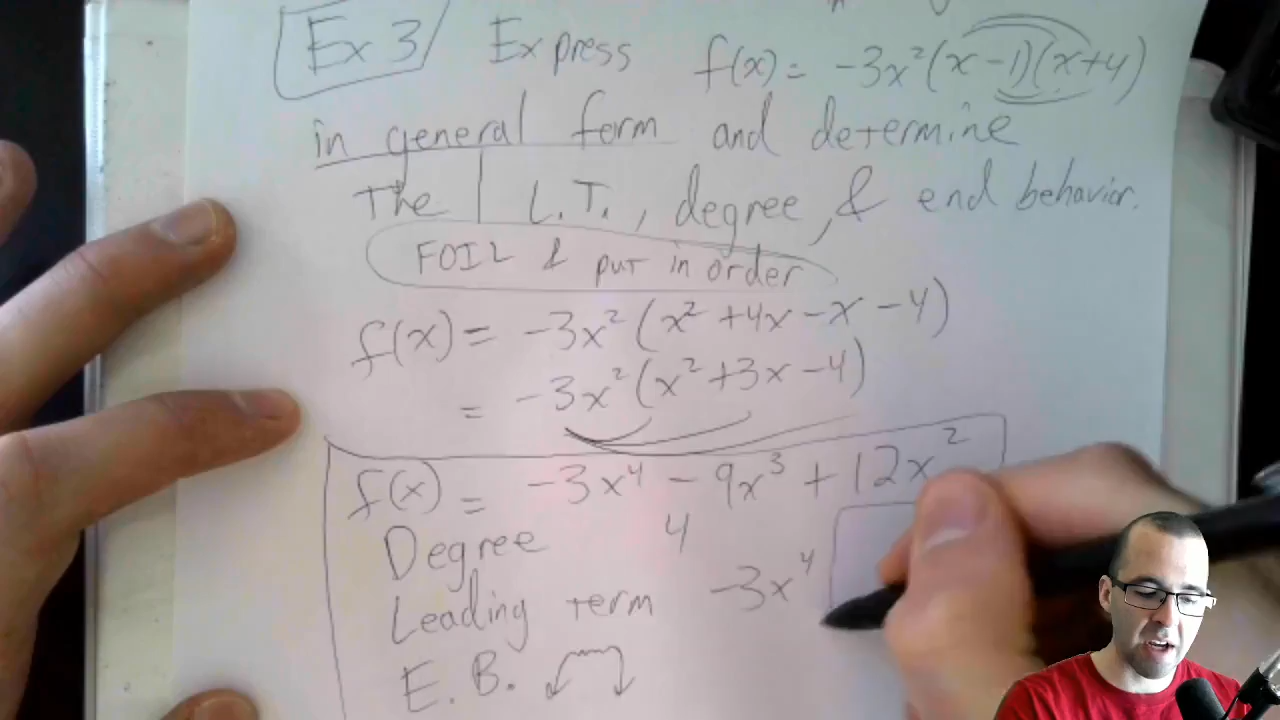 Ex 3 Express f(x) = -3x²(x-1)(x+4)
in general form and determine
The L.T., degree, & end behavior.
FOIL & put in order
f(x) = -3x²(x² +4x -x -4)
= -3x²(x² +3x -4)
f(x) = -3x⁴ - 9x³ + 12x²
Degree 4
Leading term -3x⁴
E.B.